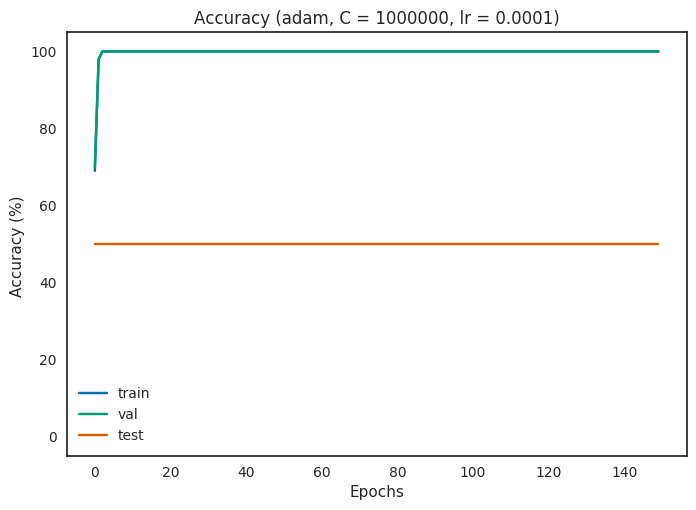 Accuracy (adam, C = 1000000, lr = 0.0001)
Accuracy (%)
100
80
60
40
20
0
train
val
test
0 20 40 60 80 100 120 140
Epochs